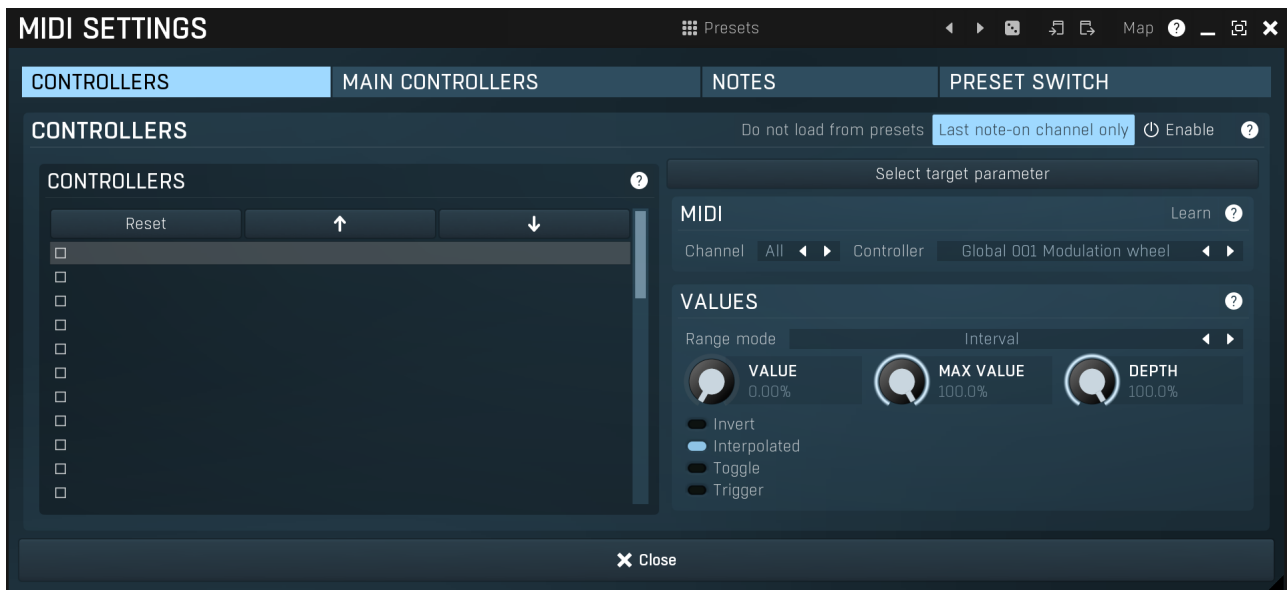 MIDI SETTINGS Presets Map ?
CONTROLLERS MAIN CONTROLLERS NOTES PRESET SWITCH
CONTROLLERS Do not load from presets Last note-on channel only Enable ?
CONTROLLERS ?
Select target parameter
Reset
MIDI Learn ?
Channel All Controller Global 001 Modulation wheel
VALUES ?
Range mode Interval
VALUE
0.00%
MAX VALUE
100.0%
DEPTH
100.0%
Invert
Interpolated
Toggle
Trigger
Close